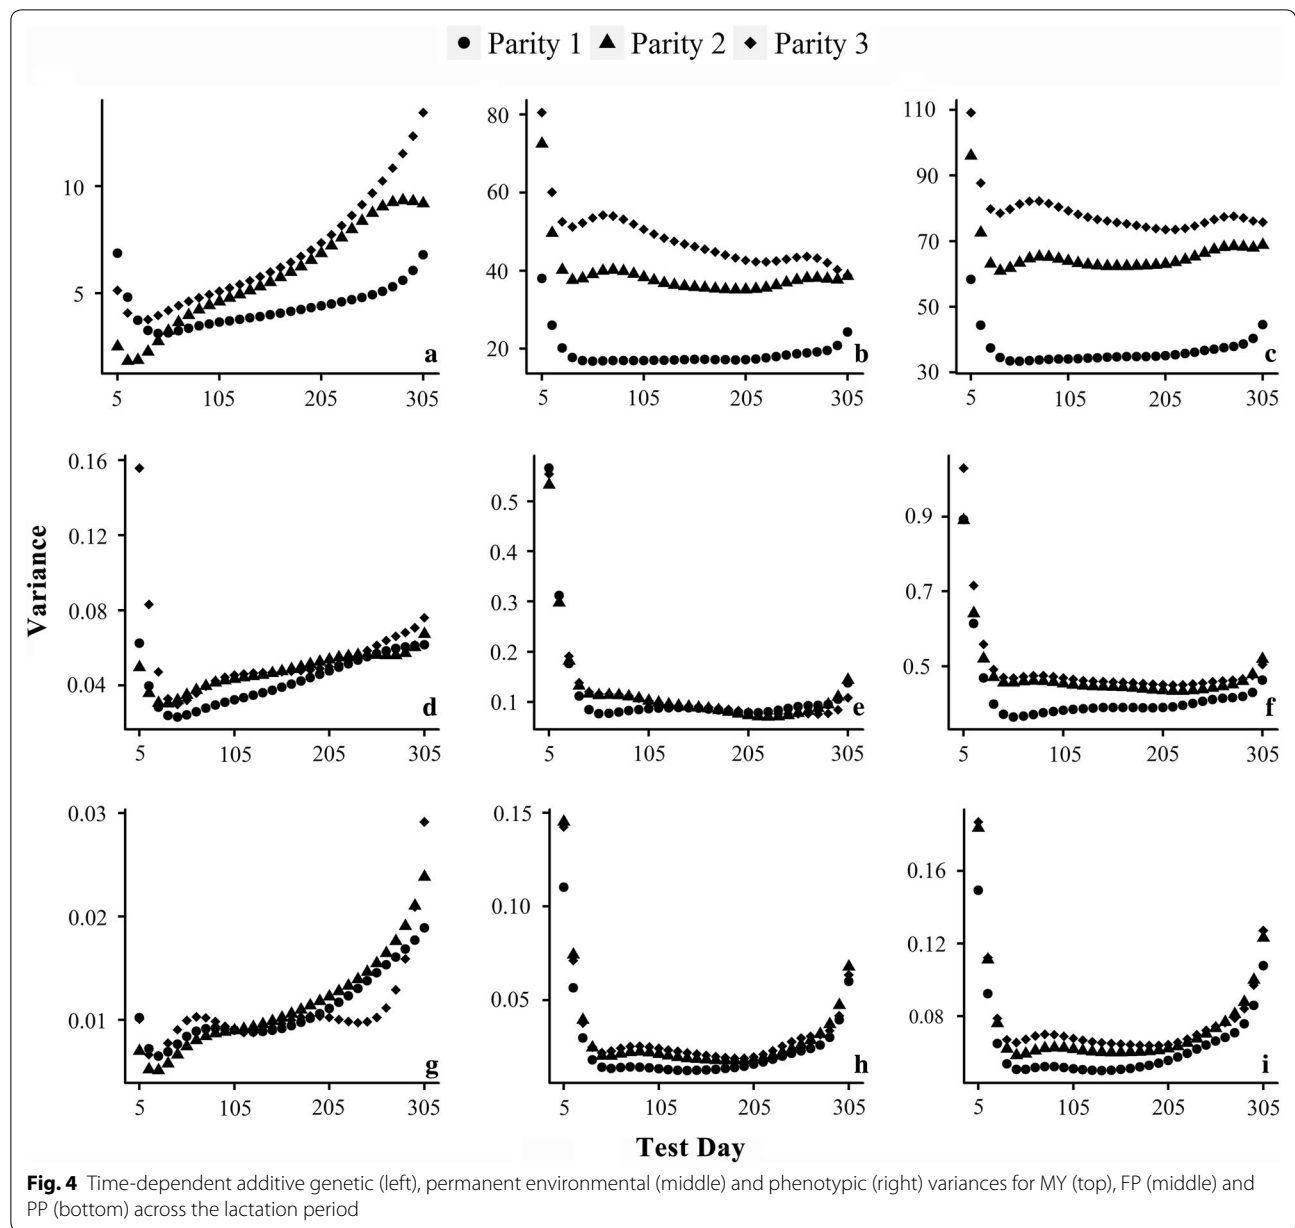 Parity 1 Parity 2 Parity 3
10
5
5 105 205 305
a
80
60
40
20
5 105 205 305
b
110
90
70
50
30
5 105 205 305
c
Variance
0.16
0.12
0.08
0.04
5 105 205 305
d
0.5
0.4
0.3
0.2
0.1
5 105 205 305
e
0.9
0.7
0.5
5 105 205 305
f
0.03
0.02
0.01
5 105 205 305
g
0.15
0.10
0.05
5 105 205 305
h
0.16
0.12
0.08
5 105 205 305
i
Test Day
Fig. 4 Time-dependent additive genetic (left), permanent environmental (middle) and phenotypic (right) variances for MY (top), FP (middle) and
PP (bottom) across the lactation period